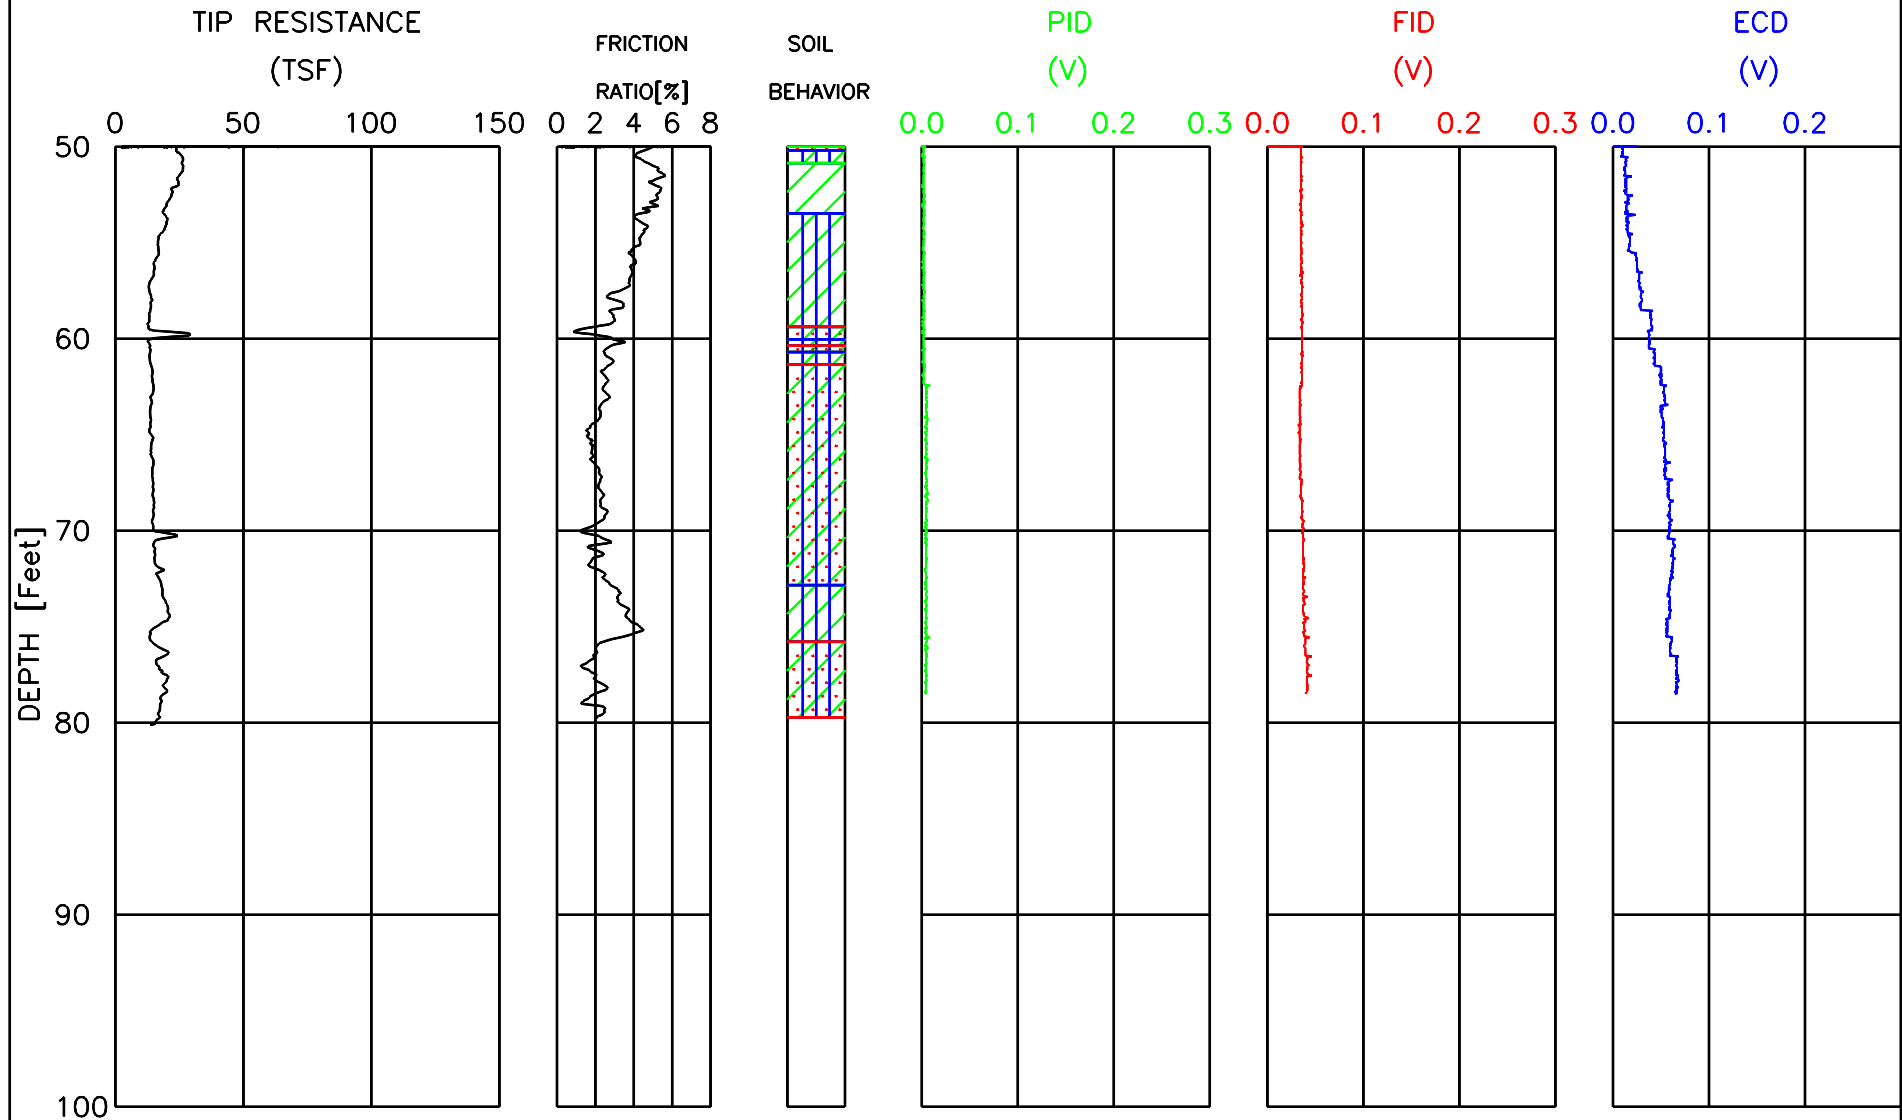 TIP RESISTANCE
(TSF)
FRICTION
RATIO[%]
SOIL
BEHAVIOR
PID
(V)
FID
(V)
ECD
(V)
0 50 100 150
0 2 4 6 8
0.0 0.1 0.2 0.3
0.0 0.1 0.2 0.3
0.0 0.1 0.2
DEPTH [Feet]
50
60
70
80
90
100